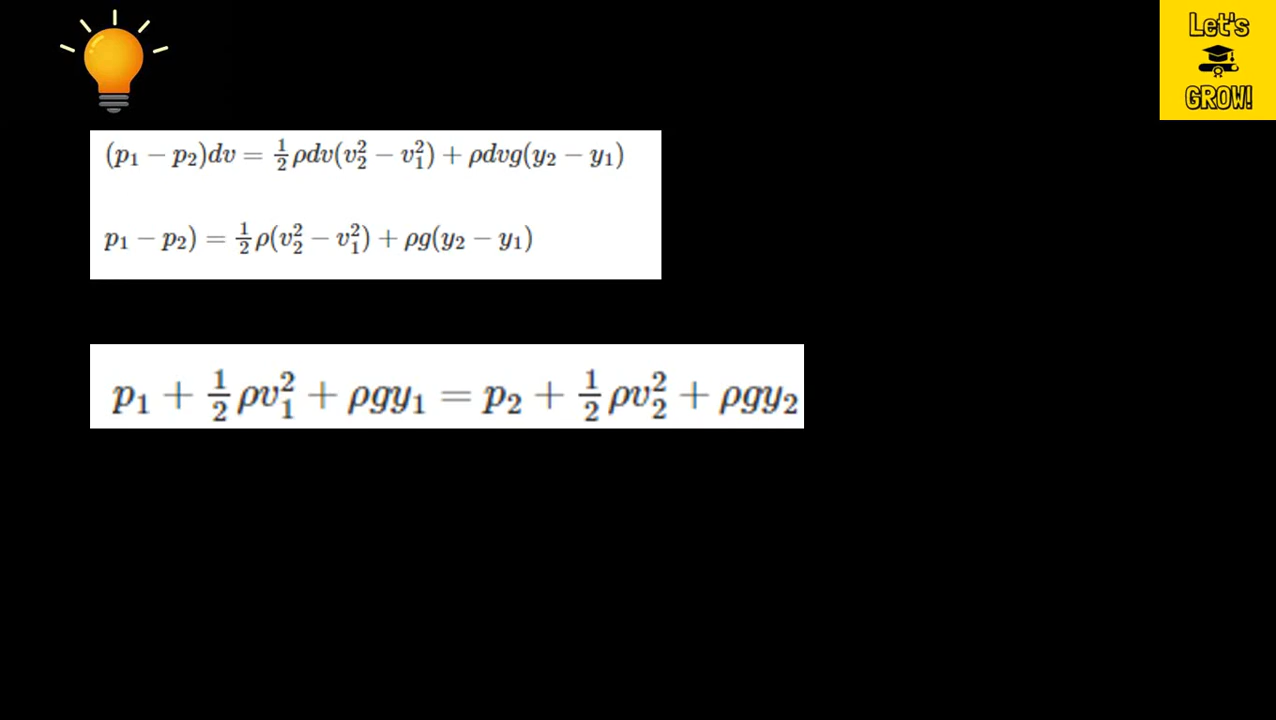 Let's
GROW!
(p₁ − p₂)dv = ½ρdv(v₂² − v₁²) + ρdvg(y₂ − y₁)
p₁ − p₂) = ½ρ(v₂² − v₁²) + ρg(y₂ − y₁)
p₁ + ½ρv₁² + ρgy₁ = p₂ + ½ρv₂² + ρgy₂